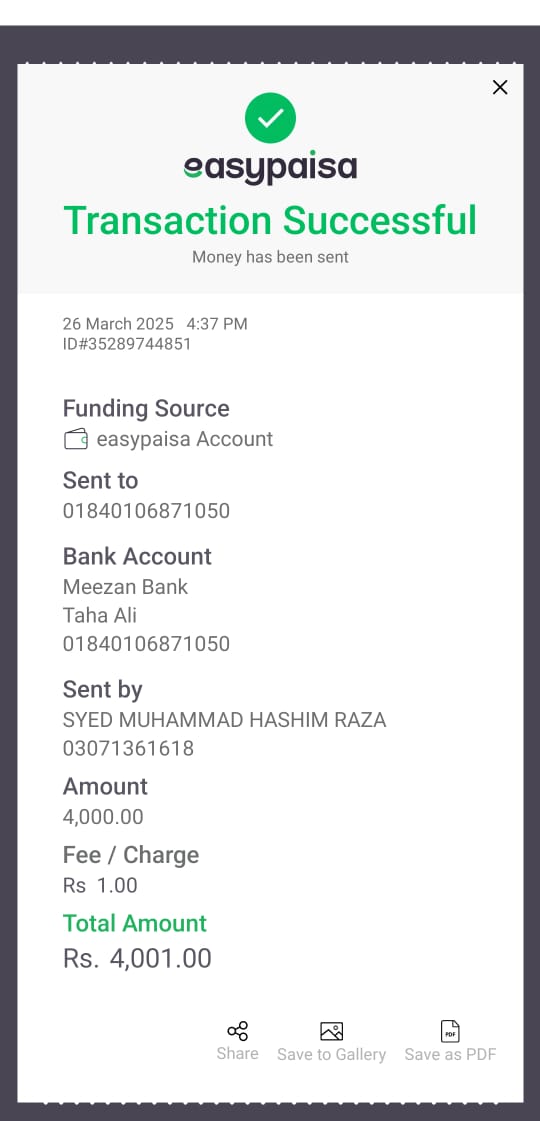 easypaisa
Transaction Successful
Money has been sent
26 March 2025 4:37 PM
ID#35289744851
Funding Source
easypaisa Account
Sent to
01840106871050
Bank Account
Meezan Bank
Taha Ali
01840106871050
Sent by
SYED MUHAMMAD HASHIM RAZA
03071361618
Amount
4,000.00
Fee / Charge
Rs 1.00
Total Amount
Rs. 4,001.00
PDF
Share Save to Gallery Save as PDF